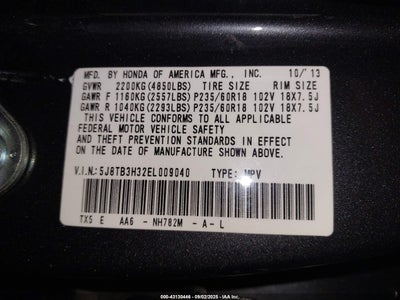 MFD. BY HONDA OF AMERICA MFG., INC. 10/'13
GVWR 2200KG(4850LBS) TIRE SIZE RIM SIZE
GAWR F 1160KG(2557LBS) P235/60R18 102V 18X7.5J
GAWR R 1040KG(2293LBS) P235/60R18 102V 18X7.5J
THIS VEHICLE CONFORMS TO ALL APPLICABLE
FEDERAL MOTOR VEHICLE SAFETY
AND THEFT PREVENTION STANDARDS IN EFFECT
ON THE DATE OF MANUFACTURE SHOWN ABOVE.
V.I.N.:5J8TB3H32EL009040 TYPE: MPV
TX5 E AA6 - NH782M - A - L
000-43130446 - 09/02/2025 - IAA Inc.